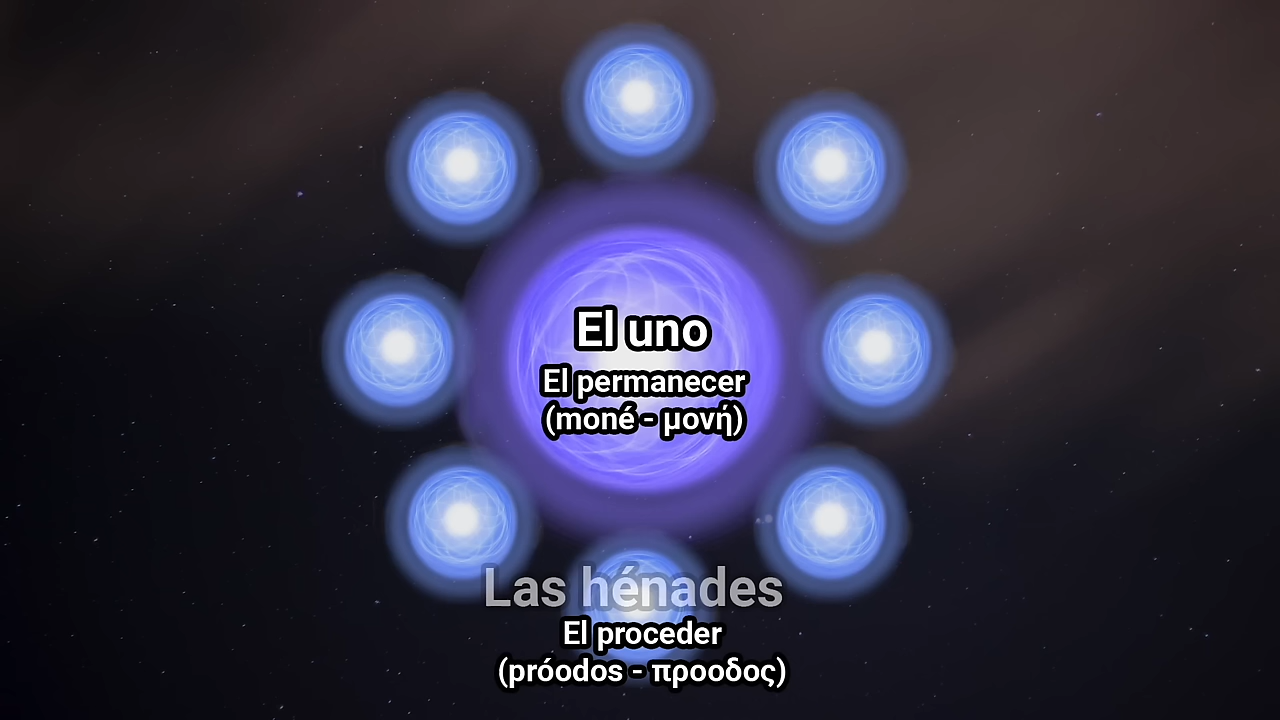 El uno
El permanecer
(moné - μονή)
Las hénades
El proceder
(próodos - προοδος)